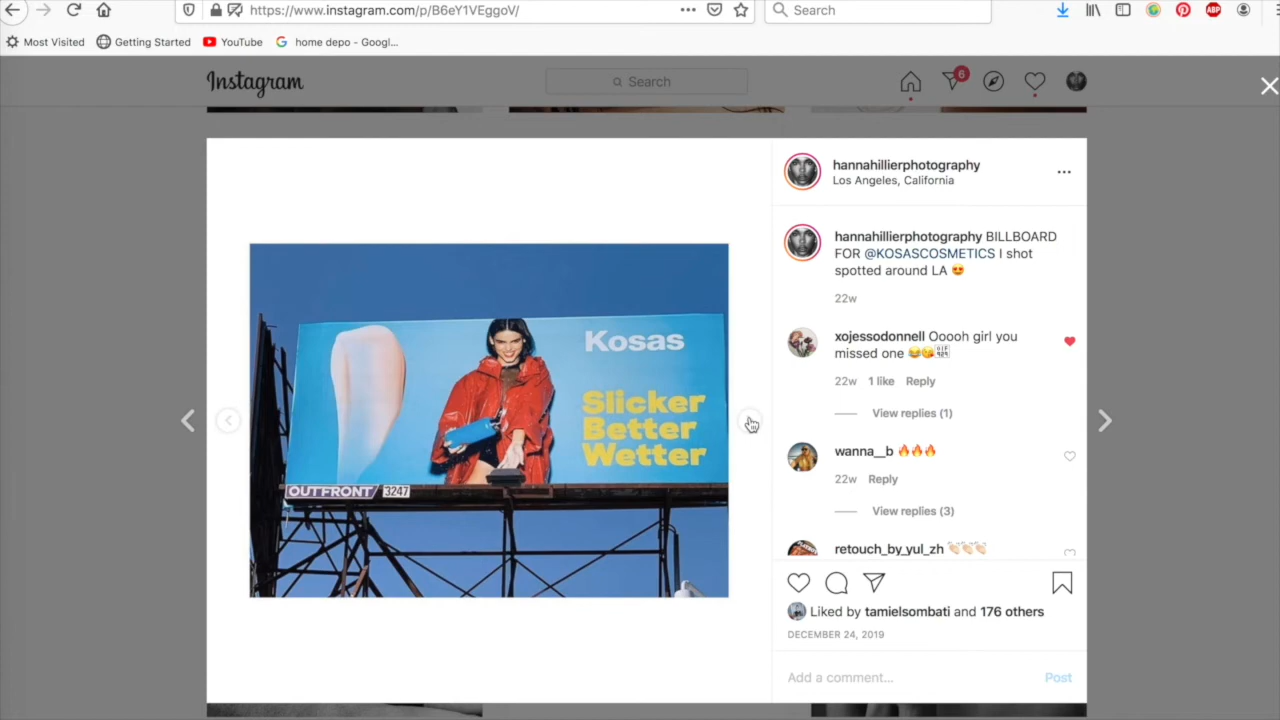 https://www.instagram.com/p/B6eY1VEggoV/
Search
Most Visited
Getting Started
YouTube
home depo - Googl...
Instagram
Search
6
hannahillierphotography
Los Angeles, California
hannahillierphotography BILLBOARD
FOR @KOSASCOSMETICS I shot
spotted around LA 😍
22w
xojessodonnell Ooooh girl you
missed one 😂😘
22w 1 like Reply
View replies (1)
wanna__b 🔥🔥🔥
22w Reply
View replies (3)
retouch_by_yul_zh 👏🏻👏🏻👏🏻
Liked by tamielsombati and 176 others
DECEMBER 24, 2019
Add a comment...
Post
Kosas
Slicker
Better
Wetter
OUTFRONT/ 3247
ABP